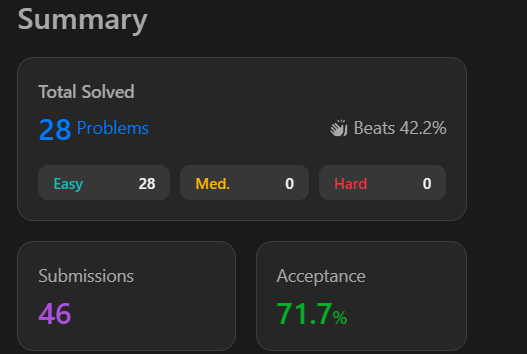 Summary
Total Solved
28 Problems
Beats 42.2%
Easy 28
Med. 0
Hard 0
Submissions
46
Acceptance
71.7%